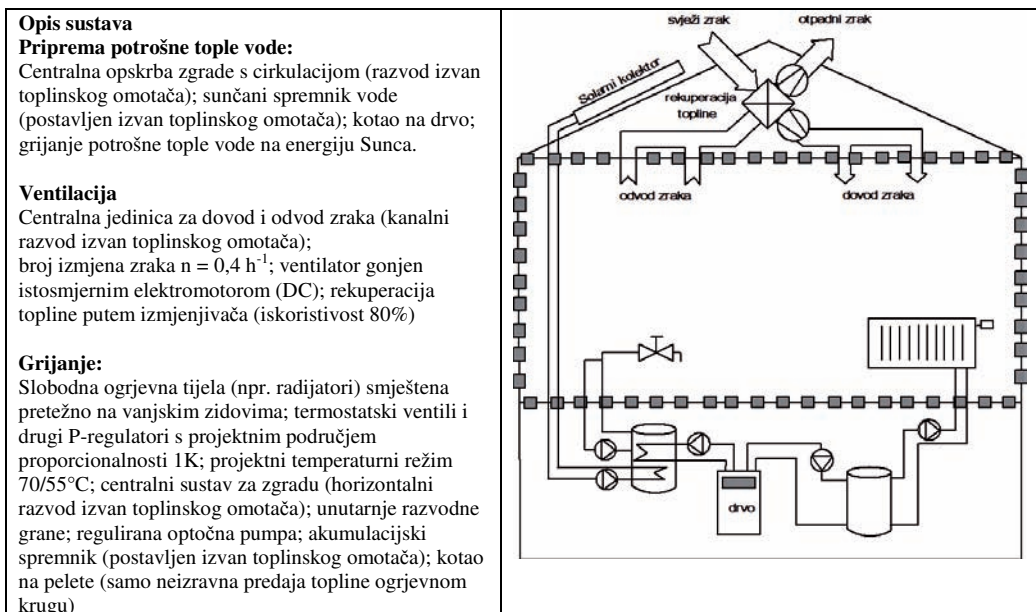 Opis sustava
Priprema potrošne tople vode:
Centralna opskrba zgrade s cirkulacijom (razvod izvan
toplinskog omotača); sunčani spremnik vode
(postavljen izvan toplinskog omotača); kotao na drvo;
grijanje potrošne tople vode na energiju Sunca.
Ventilacija
Centralna jedinica za dovod i odvod zraka (kanalni
razvod izvan toplinskog omotača);
broj izmjena zraka n = 0,4 h⁻¹; ventilator gonjen
istosmjernim elektromotorom (DC); rekuperacija
topline putem izmjenjivača (iskoristivost 80%)
Grijanje:
Slobodna ogrjevna tijela (npr. radijatori) smještena
pretežno na vanjskim zidovima; termostatski ventili i
drugi P-regulatori s projektnim područjem
proporcionalnosti 1K; projektni temperaturni režim
70/55°C; centralni sustav za zgradu (horizontalni
razvod izvan toplinskog omotača); unutarnje razvodne
grane; regulirana optočna pumpa; akumulacijski
spremnik (postavljen izvan toplinskog omotača); kotao
na pelete (samo neizravna predaja topline ogrjevnom
krugu)
svježi zrak
otpadni zrak
Solarni kolektor
rekuperacija
topline
odvod zraka
dovod zraka
drvo